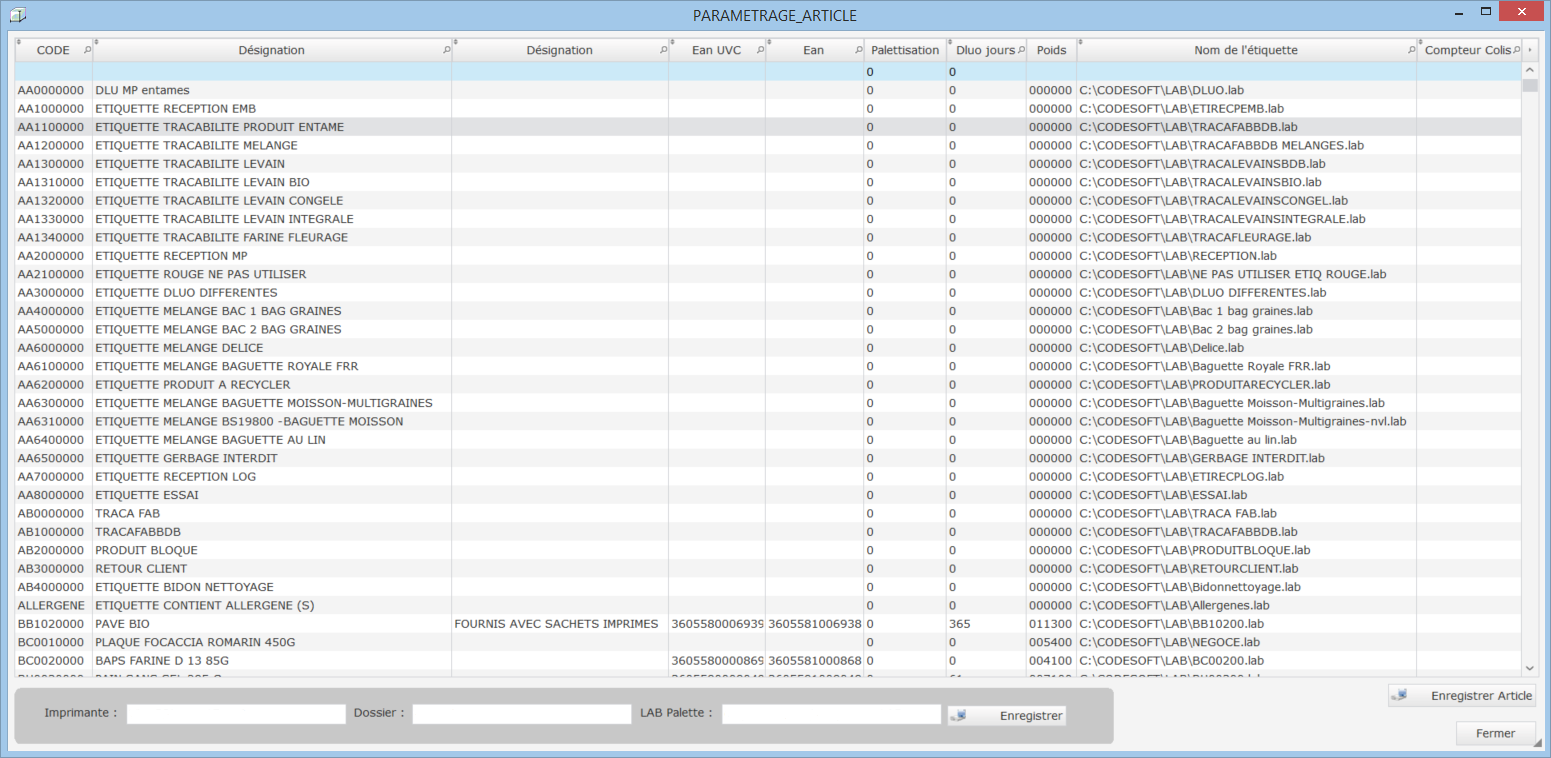 PARAMETRAGE_ARTICLE
CODE Désignation Désignation Ean UVC Ean Palettisation Dluo jours Poids Nom de l'étiquette Compteur Colis
0 0
AA0000000 DLU MP entames 0 0 000000 C:\CODESOFT\LAB\DLUO.lab
AA1000000 ETIQUETTE RECEPTION EMB 0 0 000000 C:\CODESOFT\LAB\ETIRECPEMB.lab
AA1100000 ETIQUETTE TRACABILITE PRODUIT ENTAME 0 0 000000 C:\CODESOFT\LAB\TRACAFABBDB.lab
AA1200000 ETIQUETTE TRACABILITE MELANGE 0 0 000000 C:\CODESOFT\LAB\TRACAFABBDB MELANGES.lab
AA1300000 ETIQUETTE TRACABILITE LEVAIN 0 0 000000 C:\CODESOFT\LAB\TRACALEVAINSBDB.lab
AA1310000 ETIQUETTE TRACABILITE LEVAIN BIO 0 0 000000 C:\CODESOFT\LAB\TRACALEVAINSBIO.lab
AA1320000 ETIQUETTE TRACABILITE LEVAIN CONGELE 0 0 000000 C:\CODESOFT\LAB\TRACALEVAINSCONGEL.lab
AA1330000 ETIQUETTE TRACABILITE LEVAIN INTEGRALE 0 0 000000 C:\CODESOFT\LAB\TRACALEVAINSINTEGRALE.lab
AA1340000 ETIQUETTE TRACABILITE FARINE FLEURAGE 0 0 000000 C:\CODESOFT\LAB\TRACAFLEURAGE.lab
AA2000000 ETIQUETTE RECEPTION MP 0 0 000000 C:\CODESOFT\LAB\RECEPTION.lab
AA2100000 ETIQUETTE ROUGE NE PAS UTILISER 0 0 000000 C:\CODESOFT\LAB\NE PAS UTILISER ETIQ ROUGE.lab
AA3000000 ETIQUETTE DLUO DIFFERENTES 0 0 000000 C:\CODESOFT\LAB\DLUO DIFFERENTES.lab
AA4000000 ETIQUETTE MELANGE BAC 1 BAG GRAINES 0 0 000000 C:\CODESOFT\LAB\Bac 1 bag graines.lab
AA5000000 ETIQUETTE MELANGE BAC 2 BAG GRAINES 0 0 000000 C:\CODESOFT\LAB\Bac 2 bag graines.lab
AA6000000 ETIQUETTE MELANGE DELICE 0 0 000000 C:\CODESOFT\LAB\Delice.lab
AA6100000 ETIQUETTE MELANGE BAGUETTE ROYALE FRR 0 0 000000 C:\CODESOFT\LAB\Baguette Royale FRR.lab
AA6200000 ETIQUETTE PRODUIT A RECYCLER 0 0 000000 C:\CODESOFT\LAB\PRODUITARECYCLER.lab
AA6300000 ETIQUETTE MELANGE BAGUETTE MOISSON-MULTIGRAINES 0 0 000000 C:\CODESOFT\LAB\Baguette Moisson-Multigraines.lab
AA6310000 ETIQUETTE MELANGE BS19800 -BAGUETTE MOISSON 0 0 000000 C:\CODESOFT\LAB\Baguette Moisson-Multigraines-nvl.lab
AA6400000 ETIQUETTE MELANGE BAGUETTE AU LIN 0 0 000000 C:\CODESOFT\LAB\Baguette au lin.lab
AA6500000 ETIQUETTE GERBAGE INTERDIT 0 0 000000 C:\CODESOFT\LAB\GERBAGE INTERDIT.lab
AA7000000 ETIQUETTE RECEPTION LOG 0 0 000000 C:\CODESOFT\LAB\ETIRECPLOG.lab
AA8000000 ETIQUETTE ESSAI 0 0 000000 C:\CODESOFT\LAB\ESSAI.lab
AB0000000 TRACA FAB 0 0 000000 C:\CODESOFT\LAB\TRACA FAB.lab
AB1000000 TRACAFABBDB 0 0 000000 C:\CODESOFT\LAB\TRACAFABBDB.lab
AB2000000 PRODUIT BLOQUE 0 0 000000 C:\CODESOFT\LAB\PRODUITBLOQUE.lab
AB3000000 RETOUR CLIENT 0 0 000000 C:\CODESOFT\LAB\RETOURCLIENT.lab
AB4000000 ETIQUETTE BIDON NETTOYAGE 0 0 000000 C:\CODESOFT\LAB\Bidonnettoyage.lab
ALLERGENE ETIQUETTE CONTIENT ALLERGENE (S) 0 0 000000 C:\CODESOFT\LAB\Allergenes.lab
BB1020000 PAVE BIO FOURNIS AVEC SACHETS IMPRIMES 3605580006939 3605581006938 0 365 011300 C:\CODESOFT\LAB\BB10200.lab
BC0010000 PLAQUE FOCACCIA ROMARIN 450G 0 0 005400 C:\CODESOFT\LAB\NEGOCE.lab
BC0020000 BAPS FARINE D 13 85G 3605580000869 3605581000868 0 0 004100 C:\CODESOFT\LAB\BC00200.lab
Imprimante : Dossier : LAB Palette : Enregistrer
Enregistrer Article
Fermer